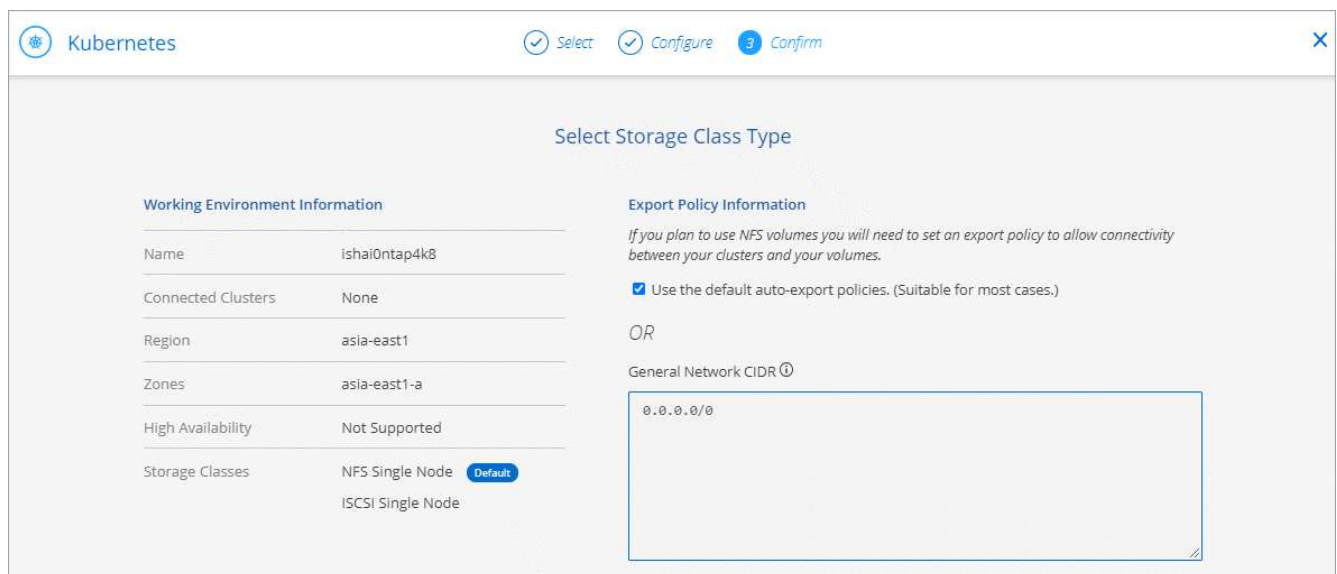 Kubernetes
Select
Configure
3 Confirm
Select Storage Class Type
Working Environment Information
Name ishai0ntap4k8
Connected Clusters None
Region asia-east1
Zones asia-east1-a
High Availability Not Supported
Storage Classes NFS Single Node Default
ISCSI Single Node
Export Policy Information
If you plan to use NFS volumes you will need to set an export policy to allow connectivity
between your clusters and your volumes.
Use the default auto-export policies. (Suitable for most cases.)
OR
General Network CIDR
0.0.0.0/0